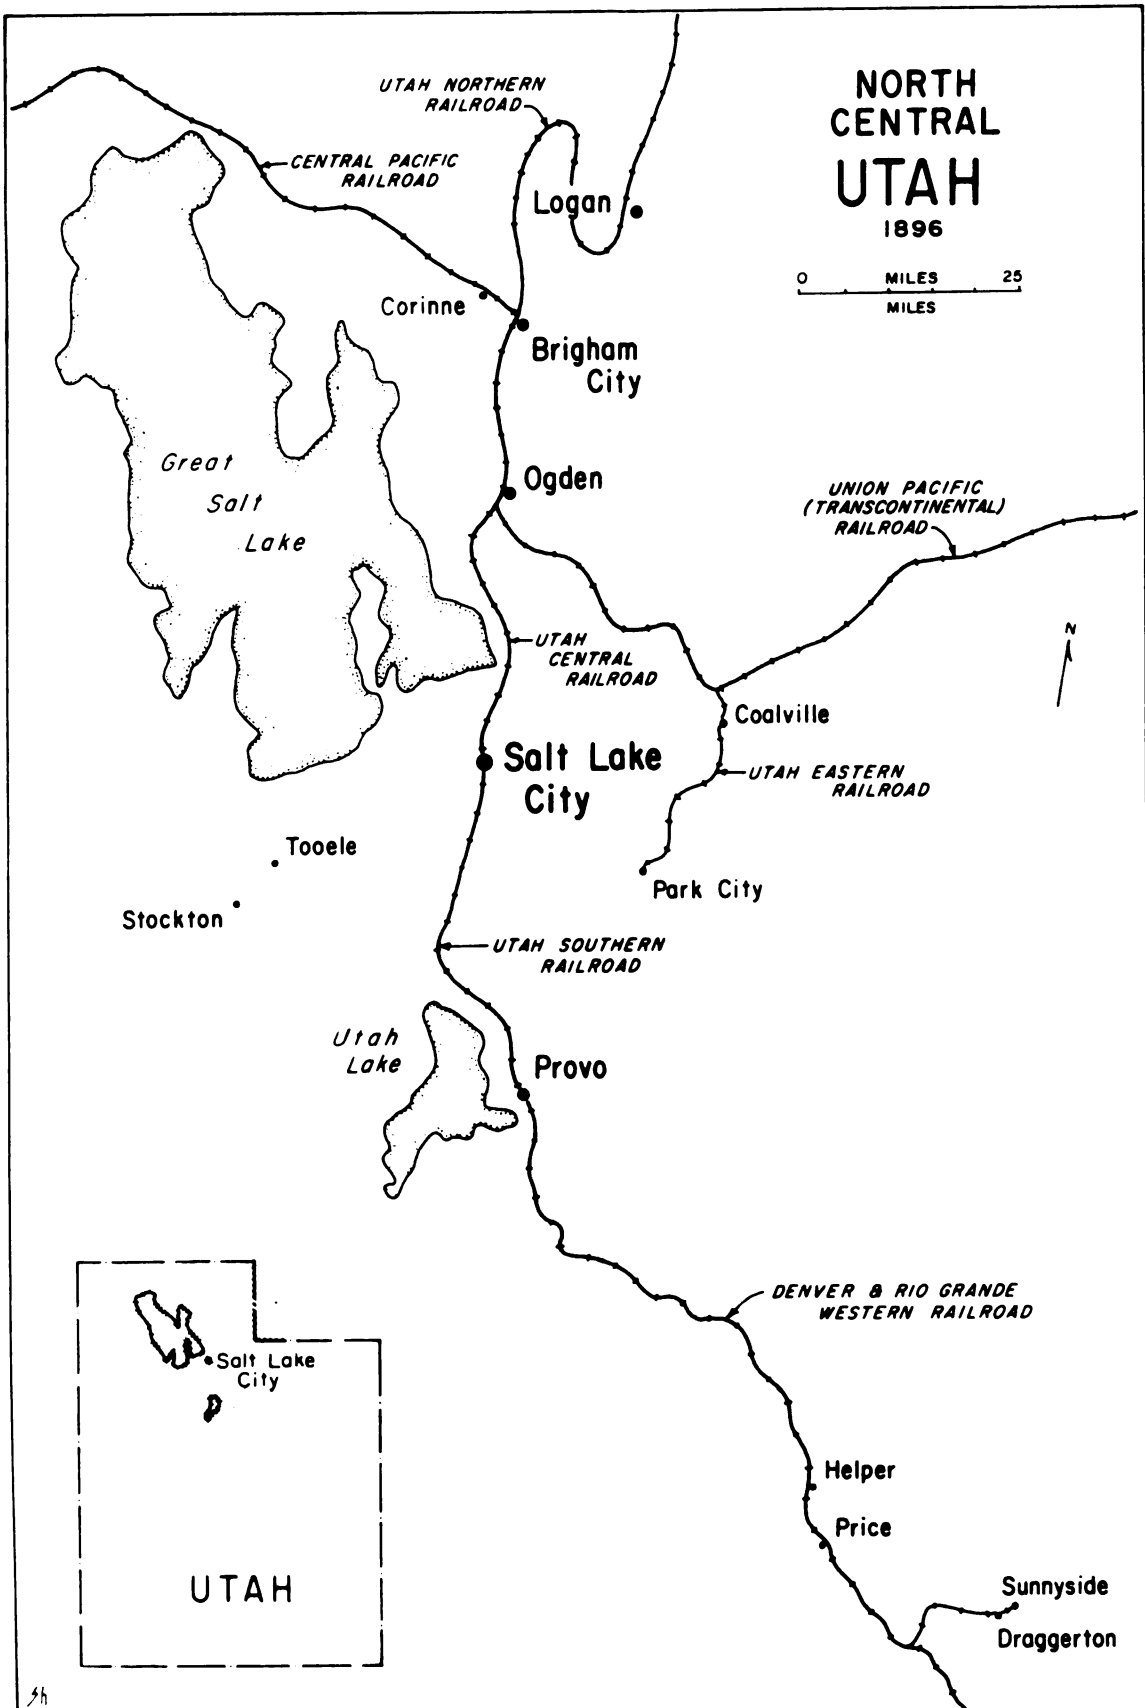 NORTH
CENTRAL
UTAH
1896
0 MILES 25
MILES
UTAH NORTHERN
RAILROAD
CENTRAL PACIFIC
RAILROAD
Logan
Corinne
Brigham
City
Great
Salt
Lake
Ogden
UNION PACIFIC
(TRANSCONTINENTAL)
RAILROAD
N
UTAH
CENTRAL
RAILROAD
Coalville
Salt Lake
City
UTAH EASTERN
RAILROAD
Tooele
Park City
Stockton
UTAH SOUTHERN
RAILROAD
Utah
Lake
Provo
DENVER & RIO GRANDE
WESTERN RAILROAD
Salt Lake
City
Helper
Price
UTAH
Sunnyside
Draggerton
sh